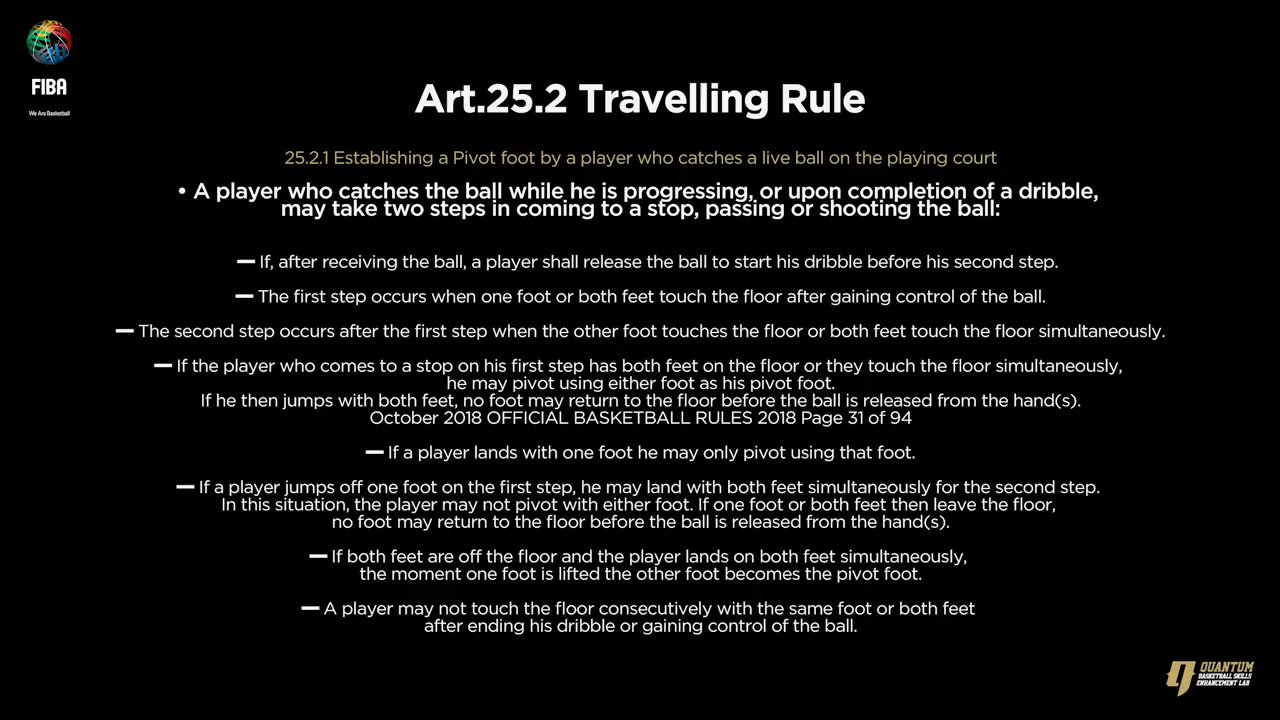 FIBA
We Are Basketball
Art.25.2 Travelling Rule
25.2.1 Establishing a Pivot foot by a player who catches a live ball on the playing court
• A player who catches the ball while he is progressing, or upon completion of a dribble,
may take two steps in coming to a stop, passing or shooting the ball:
— If, after receiving the ball, a player shall release the ball to start his dribble before his second step.
— The first step occurs when one foot or both feet touch the floor after gaining control of the ball.
— The second step occurs after the first step when the other foot touches the floor or both feet touch the floor simultaneously.
— If the player who comes to a stop on his first step has both feet on the floor or they touch the floor simultaneously,
he may pivot using either foot as his pivot foot.
If he then jumps with both feet, no foot may return to the floor before the ball is released from the hand(s).
October 2018 OFFICIAL BASKETBALL RULES 2018 Page 31 of 94
— If a player lands with one foot he may only pivot using that foot.
— If a player jumps off one foot on the first step, he may land with both feet simultaneously for the second step.
In this situation, the player may not pivot with either foot. If one foot or both feet then leave the floor,
no foot may return to the floor before the ball is released from the hand(s).
— If both feet are off the floor and the player lands on both feet simultaneously,
the moment one foot is lifted the other foot becomes the pivot foot.
— A player may not touch the floor consecutively with the same foot or both feet
after ending his dribble or gaining control of the ball.
QUANTUM
BASKETBALL SKILLS
ENHANCEMENT LAB